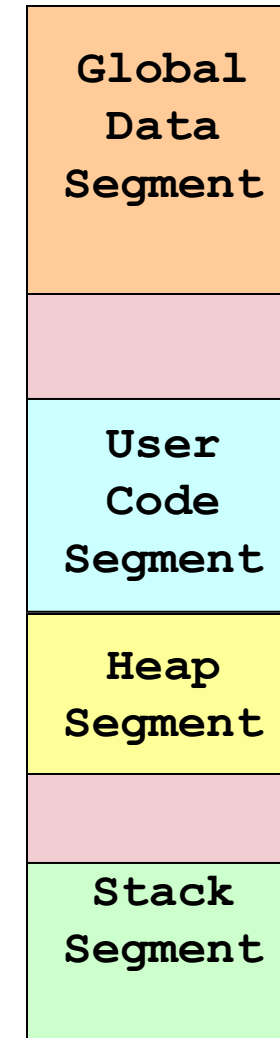 Global
Data
Segment
User
Code
Segment
Heap
Segment
Stack
Segment